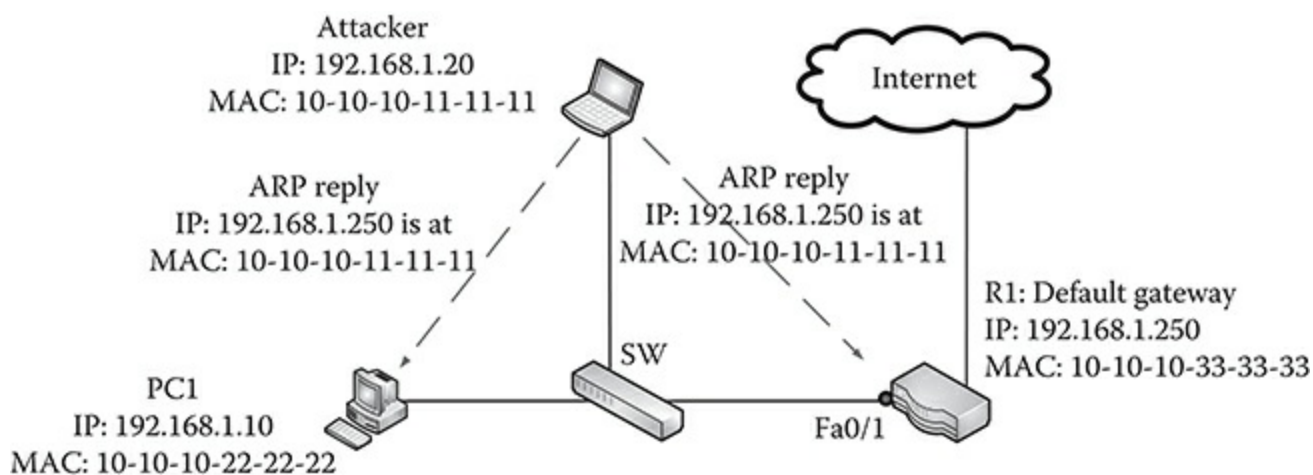 Attacker
IP: 192.168.1.20
MAC: 10-10-10-11-11-11
Internet
ARP reply
IP: 192.168.1.250 is at
MAC: 10-10-10-11-11-11
ARP reply
IP: 192.168.1.250 is at
MAC: 10-10-10-11-11-11
R1: Default gateway
IP: 192.168.1.250
MAC: 10-10-10-33-33-33
SW
Fa0/1
PC1
IP: 192.168.1.10
MAC: 10-10-10-22-22-22